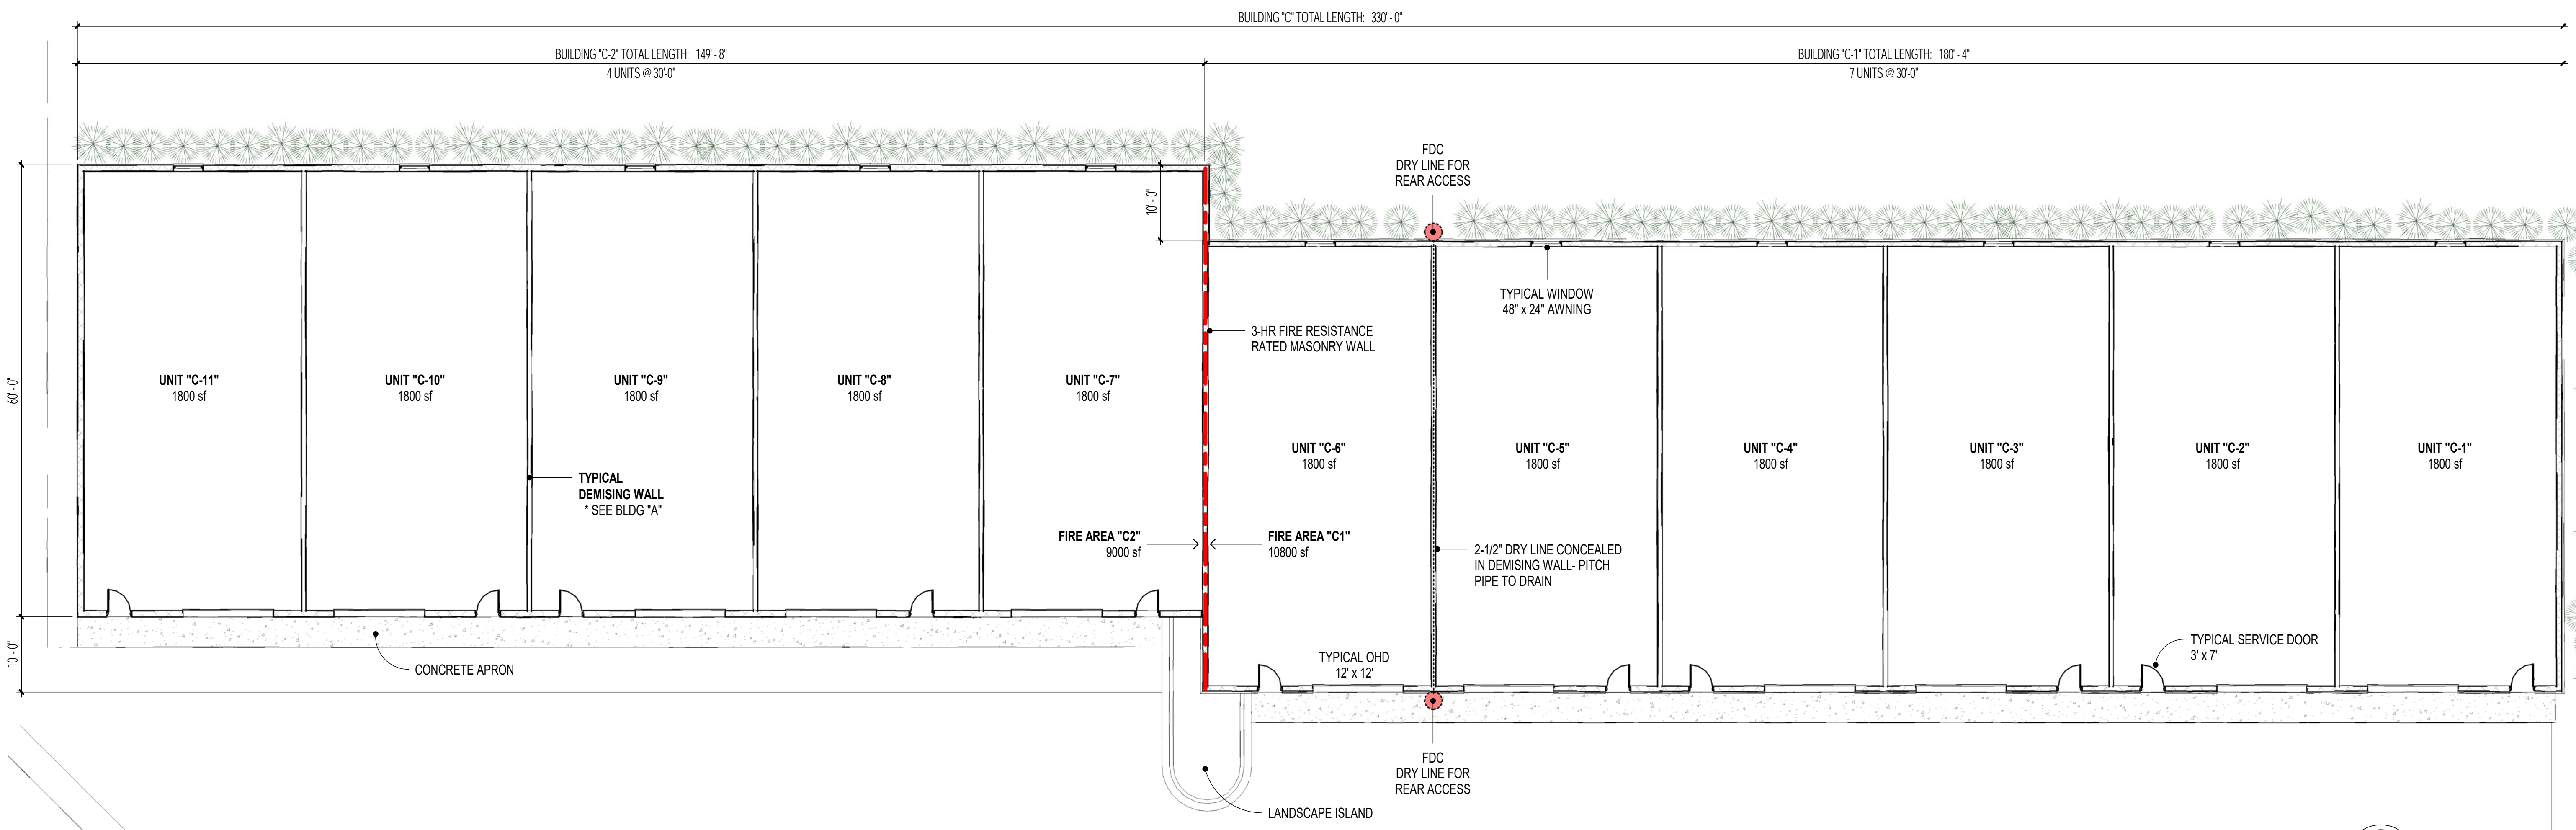 BUILDING "C" TOTAL LENGTH: 330' - 0"
BUILDING "C-2" TOTAL LENGTH: 149' - 8"
4 UNITS @ 30'-0"
BUILDING "C-1" TOTAL LENGTH: 180' - 4"
7 UNITS @ 30'-0"
FDC
DRY LINE FOR
REAR ACCESS
10' - 0"
TYPICAL WINDOW
48" x 24" AWNING
3-HR FIRE RESISTANCE
RATED MASONRY WALL
60' - 0"
UNIT "C-11"
1800 sf
UNIT "C-10"
1800 sf
UNIT "C-9"
1800 sf
UNIT "C-8"
1800 sf
UNIT "C-7"
1800 sf
UNIT "C-6"
1800 sf
UNIT "C-5"
1800 sf
UNIT "C-4"
1800 sf
UNIT "C-3"
1800 sf
UNIT "C-2"
1800 sf
UNIT "C-1"
1800 sf
TYPICAL
DEMISING WALL
* SEE BLDG "A"
FIRE AREA "C2"
9000 sf
FIRE AREA "C1"
10800 sf
2-1/2" DRY LINE CONCEALED
IN DEMISING WALL- PITCH
PIPE TO DRAIN
10' - 0"
CONCRETE APRON
TYPICAL OHD
12' x 12'
TYPICAL SERVICE DOOR
3' x 7'
FDC
DRY LINE FOR
REAR ACCESS
LANDSCAPE ISLAND